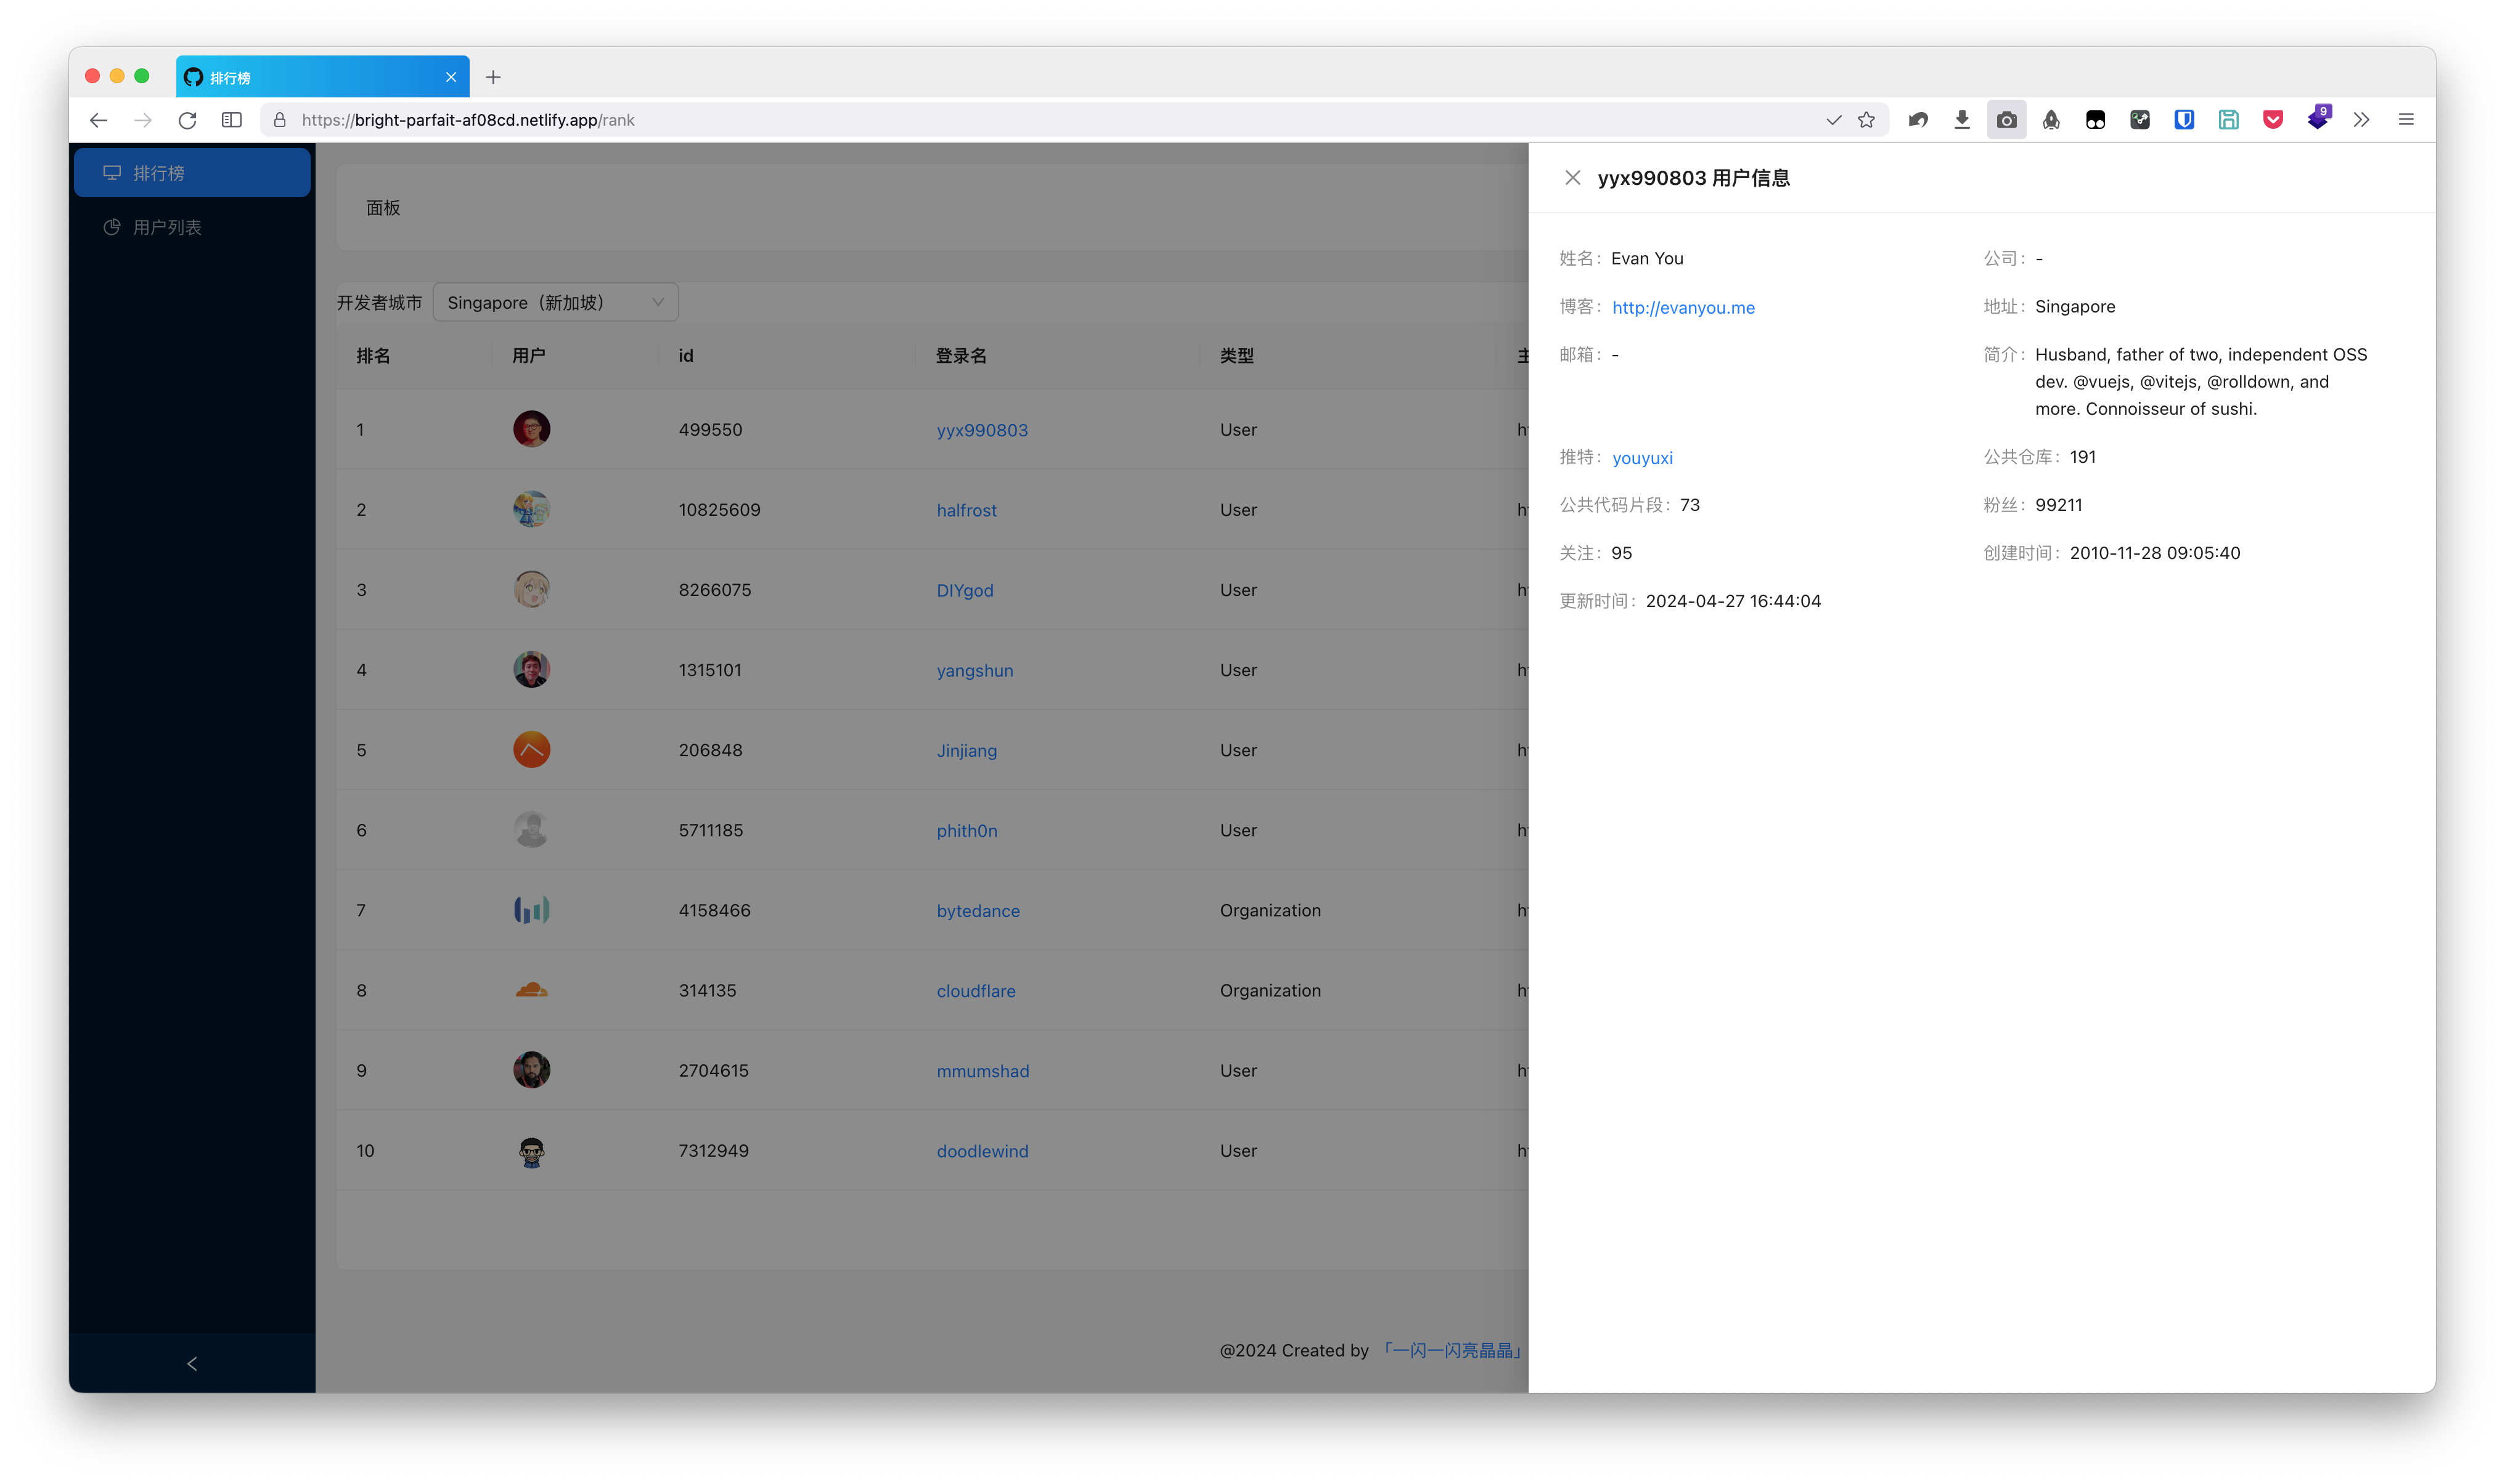 排行榜
https://bright-parfait-af08cd.netlify.app/rank
9
排行榜
用户列表
面板
开发者城市 Singapore（新加坡）
排名 用户 id 登录名 类型
1 499550 yyx990803 User
2 10825609 halfrost User
3 8266075 DIYgod User
4 1315101 yangshun User
5 206848 Jinjiang User
6 5711185 phith0n User
7 4158466 bytedance Organization
8 314135 cloudflare Organization
9 2704615 mmumshad User
10 7312949 doodlewind User
@2024 Created by 「一闪一闪亮晶晶」
yyx990803 用户信息
姓名： Evan You 公司： -
博客： http://evanyou.me 地址： Singapore
邮箱： - 简介： Husband, father of two, independent OSS
dev. @vuejs, @vitejs, @rolldown, and
more. Connoisseur of sushi.
推特： youyuxi 公共仓库： 191
公共代码片段： 73 粉丝： 99211
关注： 95 创建时间： 2010-11-28 09:05:40
更新时间： 2024-04-27 16:44:04